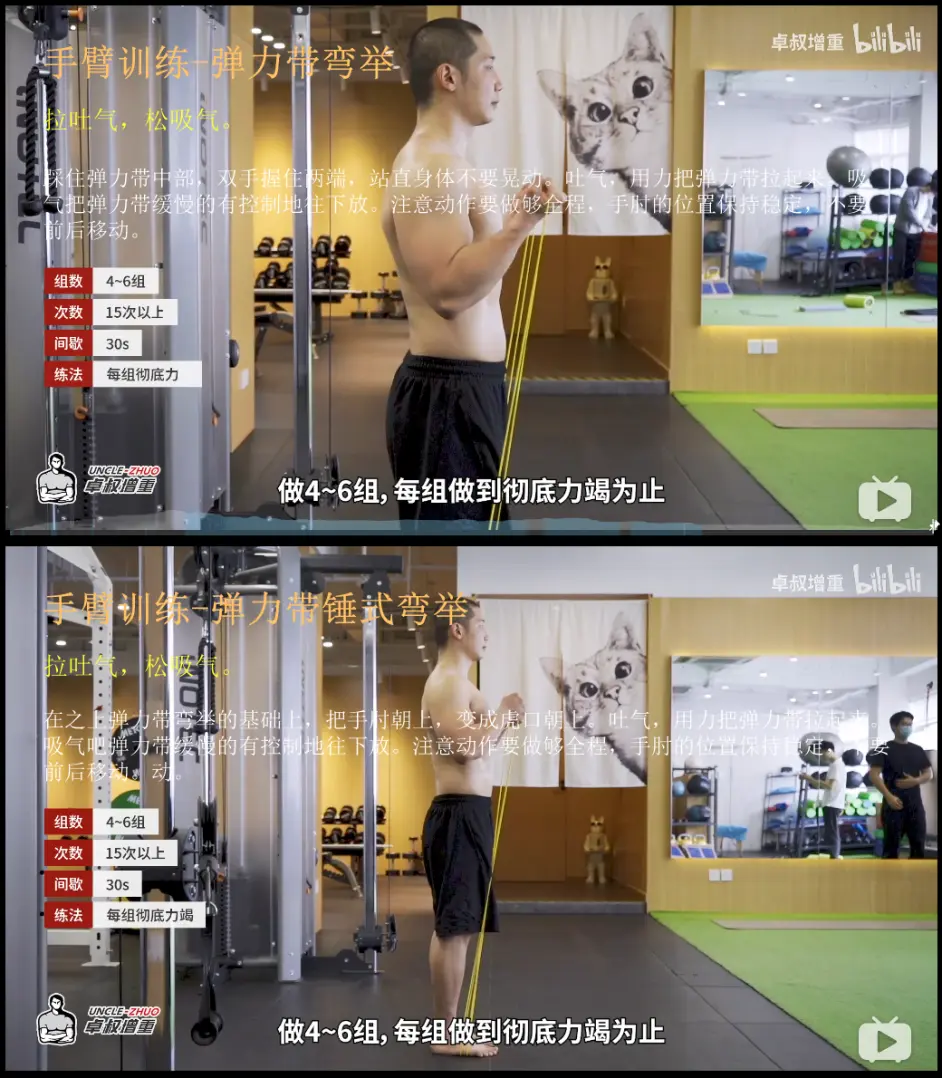 卓叔增重 bilibili
手臂训练-弹力带弯举
拉吐气，松吸气。
踩住弹力带中部，双手握住两端，站直身体不要晃动。吐气，用力把弹力带拉起来。吸
气把弹力带缓慢的有控制地往下放。注意动作要做够全程，手肘的位置保持稳定，不要
前后移动。
组数 4~6组
次数 15次以上
间歇 30s
练法 每组彻底力
UNCLE-ZHUO
卓叔增重
做4~6组，每组做到彻底力竭为止
卓叔增重 bilibili
手臂训练-弹力带锤式弯举
拉吐气，松吸气。
在之上弹力带弯举的基础上，把手肘朝上，变成虎口朝上。吐气，用力把弹力带拉起来。
吸气吧弹力带缓慢的有控制地往下放。注意动作要做够全程，手肘的位置保持稳定，不要
前后移动。动。
组数 4~6组
次数 15次以上
间歇 30s
练法 每组彻底力竭
UNCLE-ZHUO
卓叔增重
做4~6组，每组做到彻底力竭为止